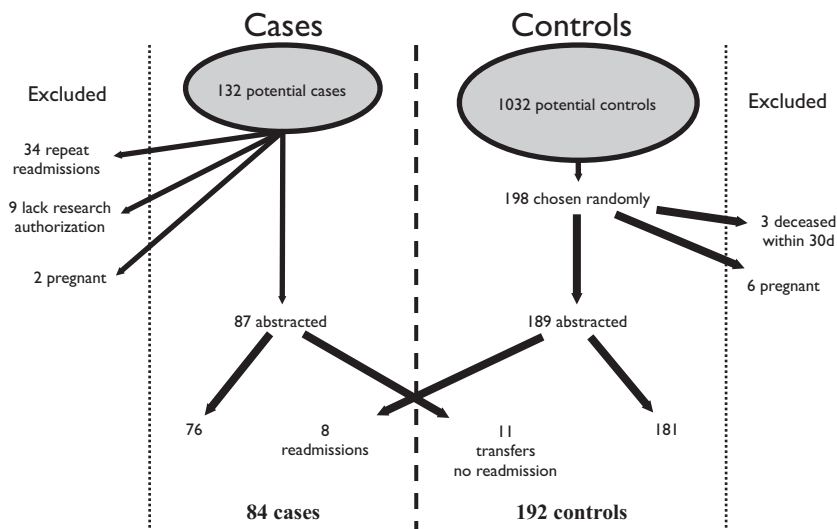 Cases
Controls
132 potential cases
1032 potential controls
Excluded
Excluded
34 repeat
readmissions
9 lack research
authorization
2 pregnant
198 chosen randomly
3 deceased
within 30d
6 pregnant
87 abstracted
189 abstracted
76
8
readmissions
11
transfers
no readmission
181
84 cases
192 controls